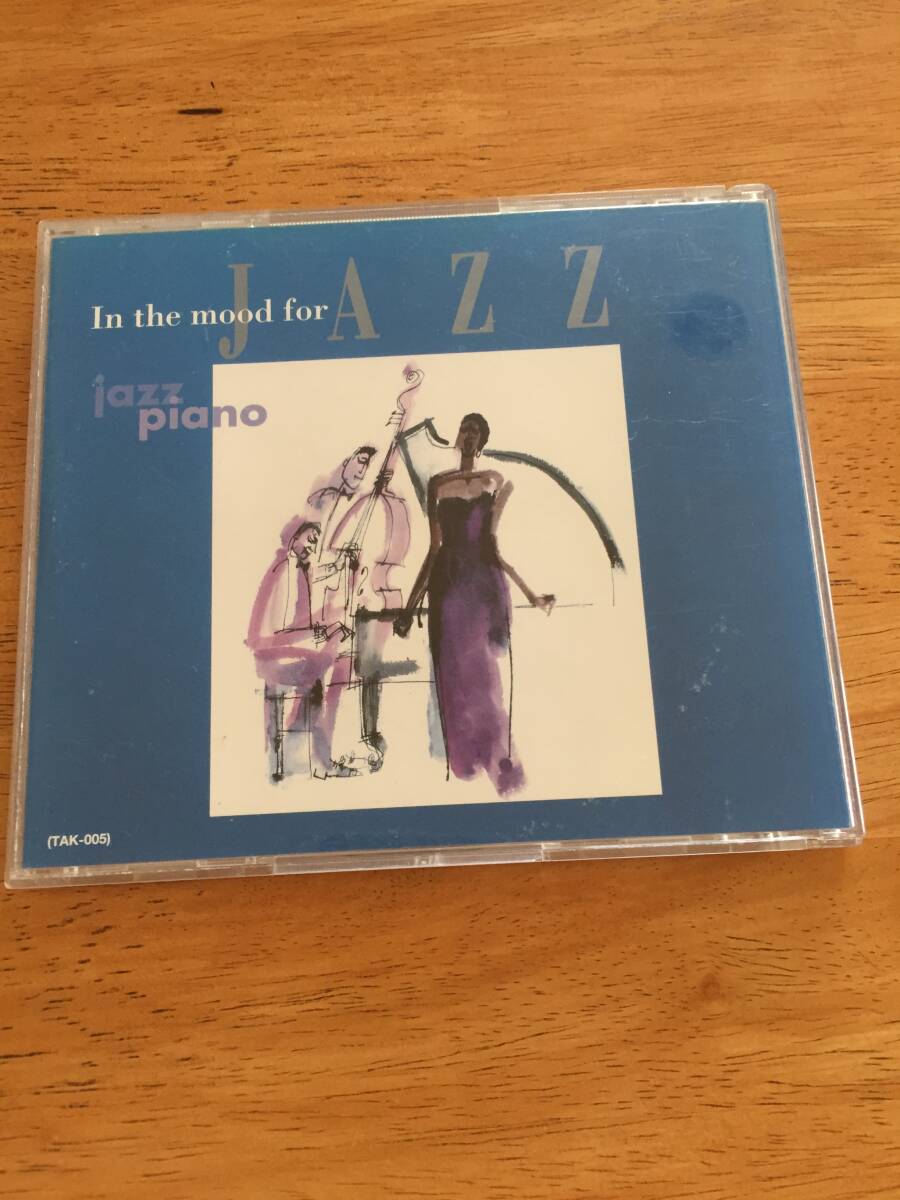 In the mood for JAZZ
jazz
piano
(TAK-005)